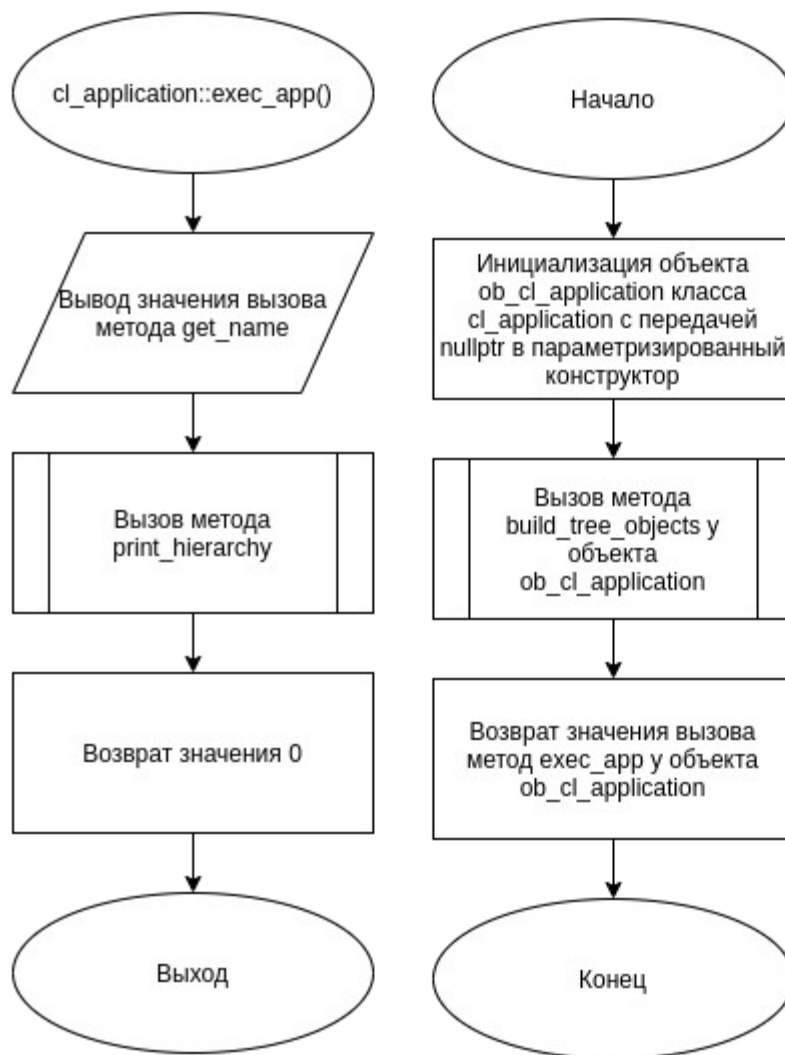 cl_application::exec_app()
Вывод значения вызова
метода get_name
Вызов метода
print_hierarchy
Возврат значения 0
Выход
Начало
Инициализация объекта
ob_cl_application класса
cl_application с передачей
nullptr в параметризированный
конструктор
Вызов метода
build_tree_objects у
объекта
ob_cl_application
Возврат значения вызова
метод exec_app у объекта
ob_cl_application
Конец